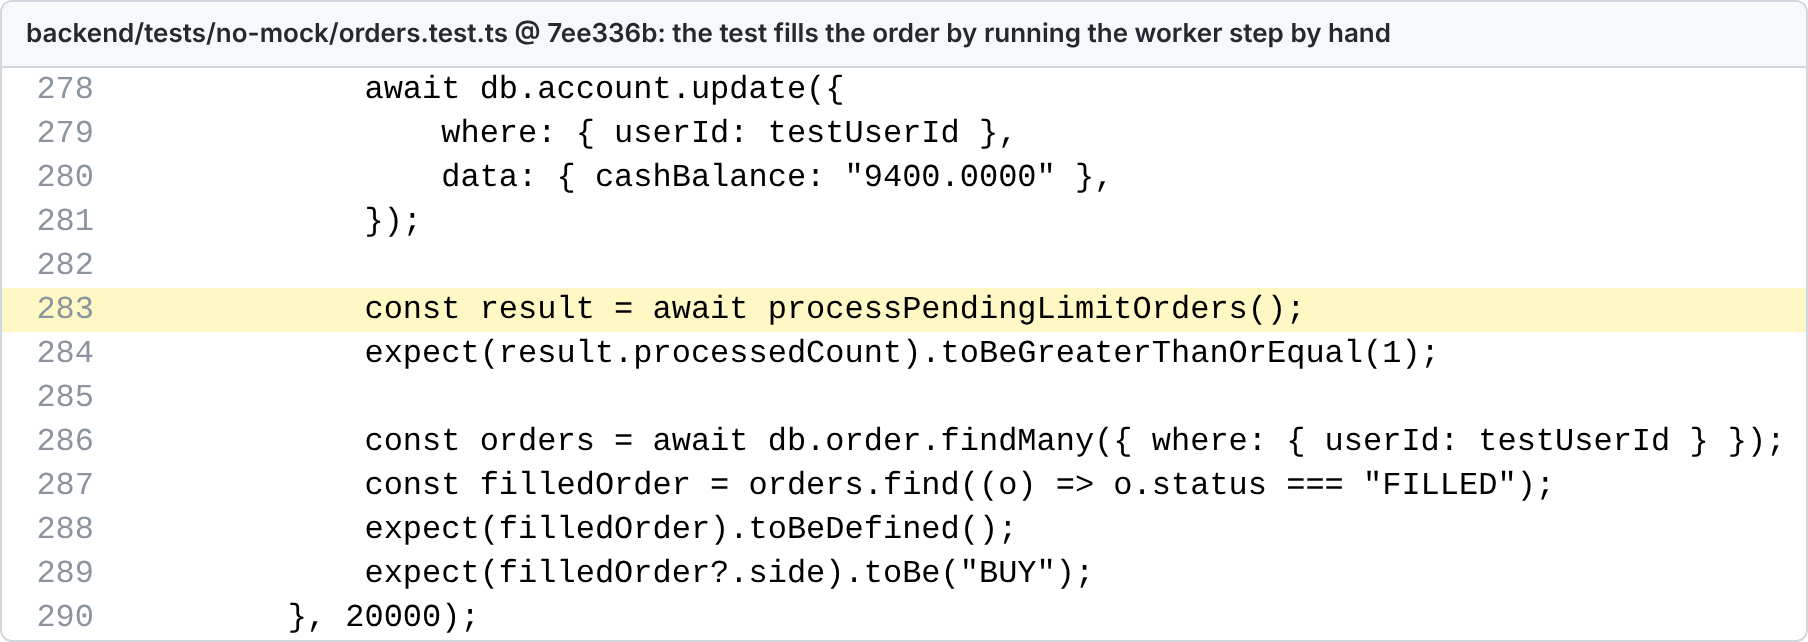 backend/tests/no-mock/orders.test.ts @ 7ee336b: the test fills the order by running the worker step by hand
278 await db.account.update({
279 where: { userId: testUserId },
280 data: { cashBalance: "9400.0000" },
281 });
282
283 const result = await processPendingLimitOrders();
284 expect(result.processedCount).toBeGreaterThanOrEqual(1);
285
286 const orders = await db.order.findMany({ where: { userId: testUserId } });
287 const filledOrder = orders.find((o) => o.status === "FILLED");
288 expect(filledOrder).toBeDefined();
289 expect(filledOrder?.side).toBe("BUY");
290 }, 20000);